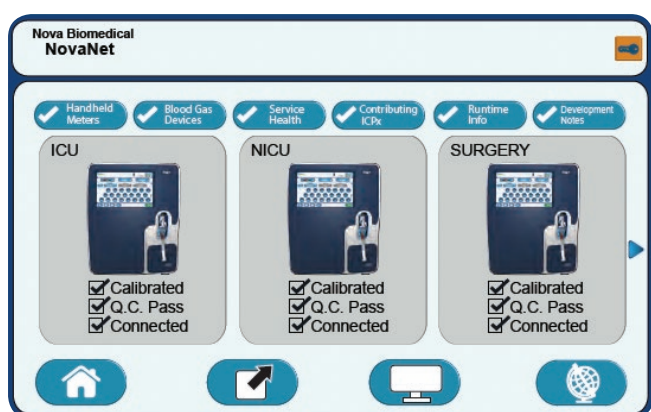 Nova Biomedical
NovaNet
Handheld
Meters
Blood Gas
Devices
Service
Health
Contributing
ICPx
Runtime
Info
Development
Notes
ICU
NICU
SURGERY
Calibrated
Q.C. Pass
Connected
Calibrated
Q.C. Pass
Connected
Calibrated
Q.C. Pass
Connected